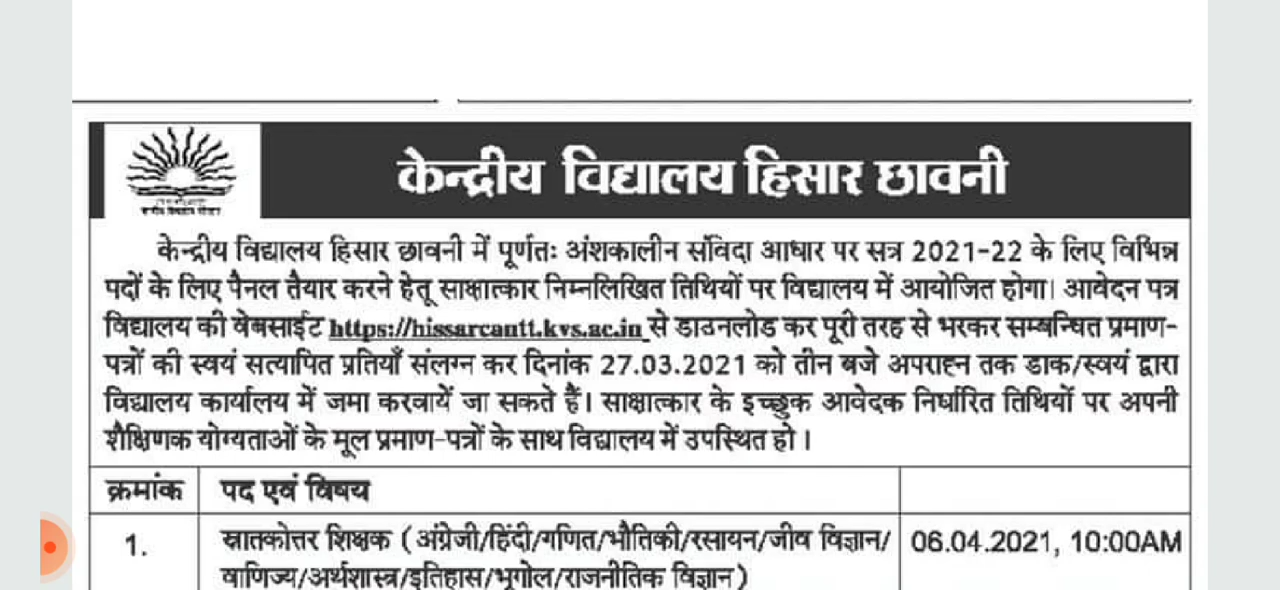 केन्द्रीय विद्यालय हिसार छावनी
केन्द्रीय विद्यालय हिसार छावनी में पूर्णतः अंशकालीन संविदा आधार पर सत्र 2021-22 के लिए विभिन्न
पदों के लिए पैनल तैयार करने हेतू साक्षात्कार निम्नलिखित तिथियों पर विद्यालय में आयोजित होगा। आवेदन पत्र
विद्यालय की वेबसाईट https://hissarcantt.kvs.ac.in से डाउनलोड कर पूरी तरह से भरकर सम्बन्धित प्रमाण-
पत्रों की स्वयं सत्यापित प्रतियाँ संलग्न कर दिनांक 27.03.2021 को तीन बजे अपराह्न तक डाक/स्वयं द्वारा
विद्यालय कार्यालय में जमा करवायें जा सकते हैं। साक्षात्कार के इच्छुक आवेदक निर्धारित तिथियों पर अपनी
शैक्षिणक योग्यताओं के मूल प्रमाण-पत्रों के साथ विद्यालय में उपस्थित हो।
क्रमांक पद एवं विषय
1. स्नातकोत्तर शिक्षक (अंग्रेजी/हिंदी/गणित/भौतिकी/रसायन/जीव विज्ञान/ 06.04.2021, 10:00AM
वाणिज्य/अर्थशास्त्र/इतिहास/भूगोल/राजनीतिक विज्ञान)